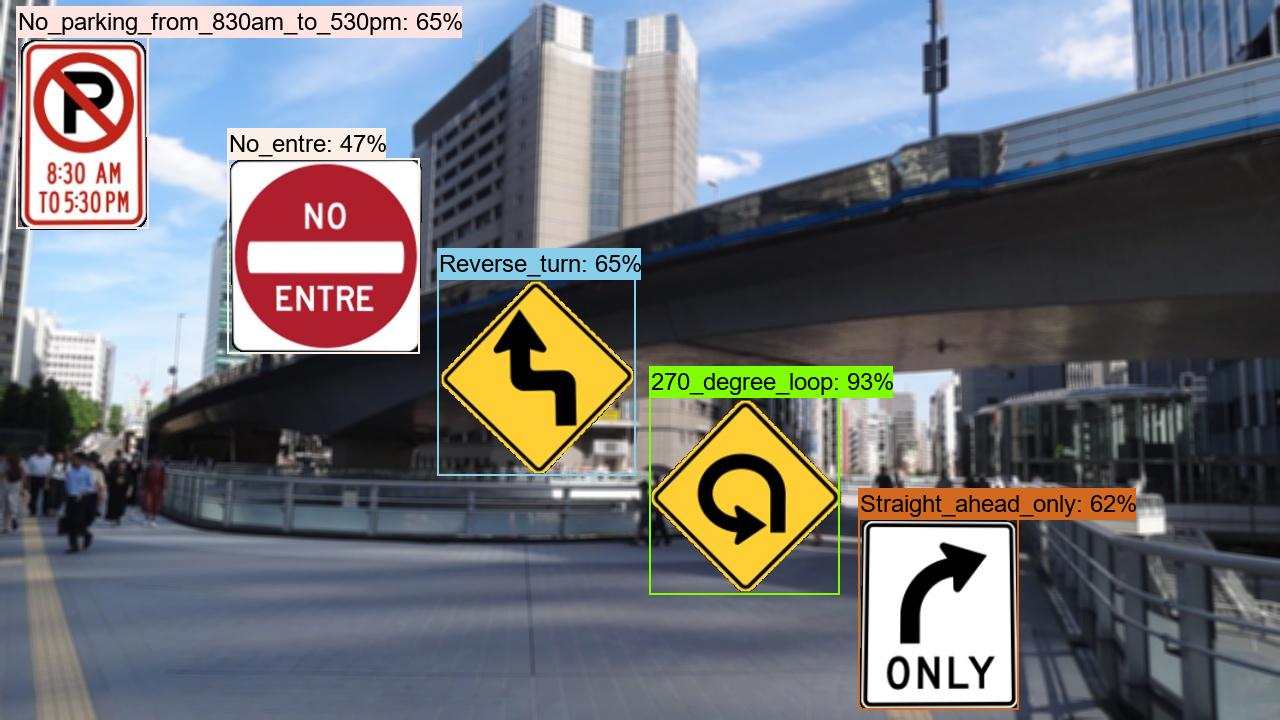 No_parking_from_830am_to_530pm: 65%
P
8:30 AM
TO 5:30 PM
No_entre: 47%
NO
ENTRE
Reverse_turn: 65%
270_degree_loop: 93%
Straight_ahead_only: 62%
ONLY